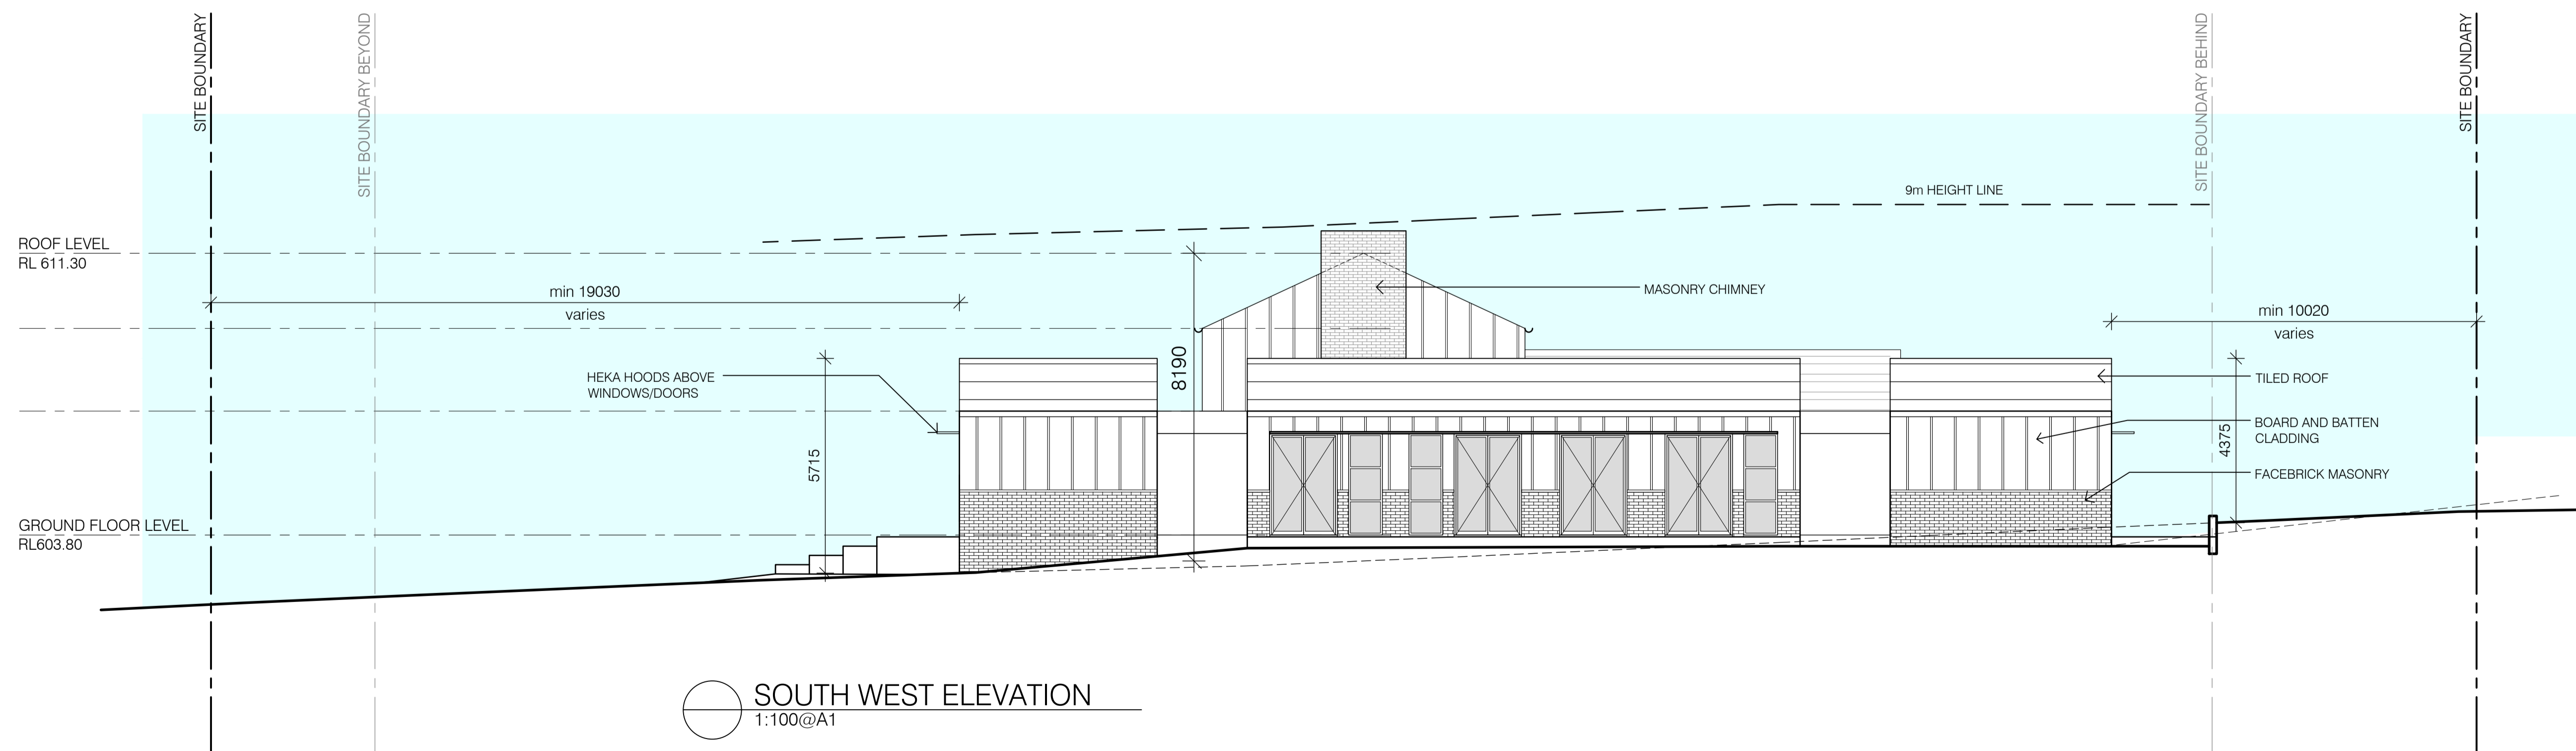 SITE BOUNDARY
SITE BOUNDARY BEYOND
SITE BOUNDARY BEHIND
SITE BOUNDARY
9m HEIGHT LINE
ROOF LEVEL
RL 611.30
min 19030
varies
MASONRY CHIMNEY
min 10020
varies
8190
HEKA HOODS ABOVE
WINDOWS/DOORS
TILED ROOF
BOARD AND BATTEN
CLADDING
4375
5715
FACEBRICK MASONRY
GROUND FLOOR LEVEL
RL603.80
SOUTH WEST ELEVATION
1:100@A1